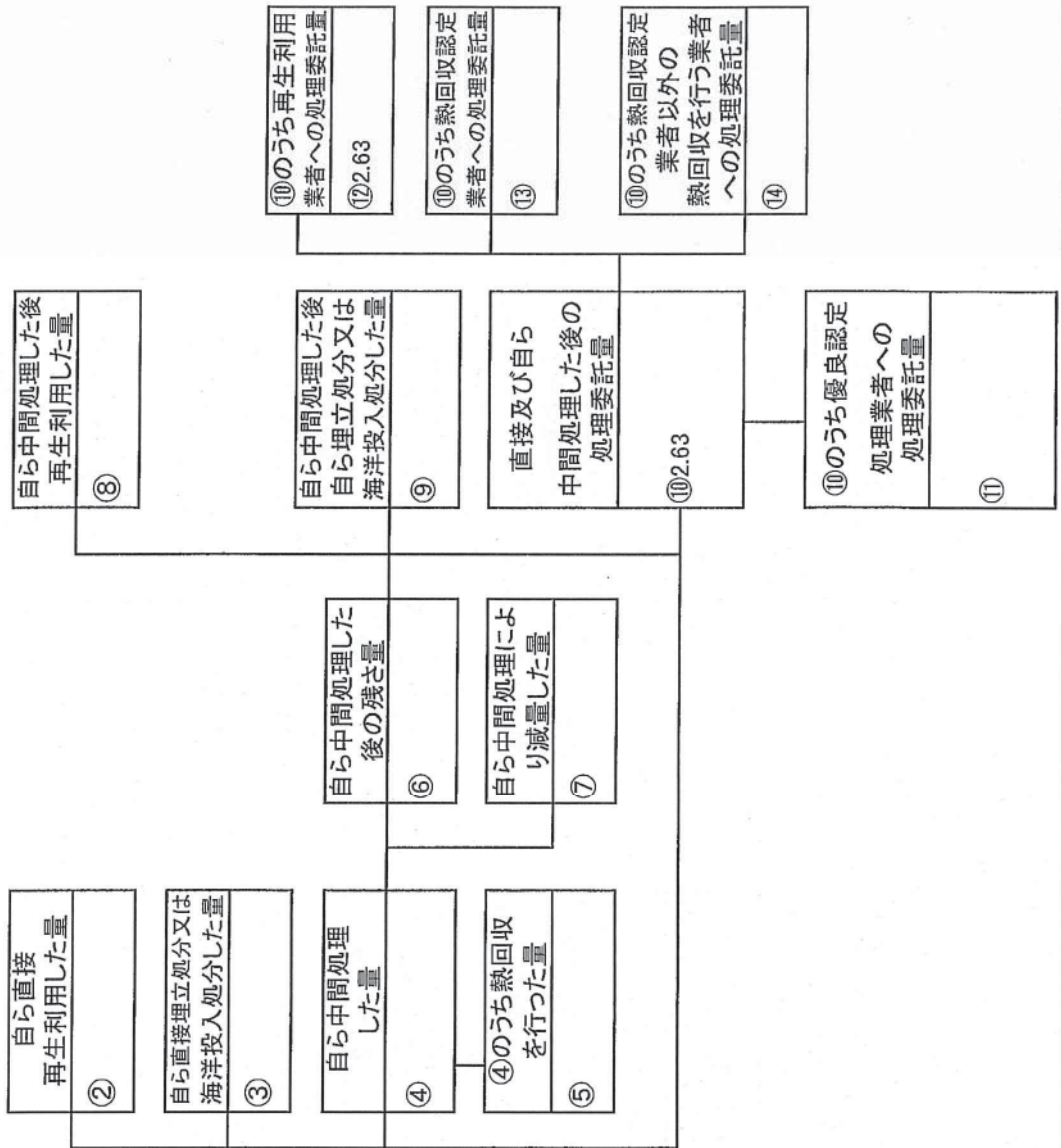 自ら直接
再生利用した量
②
自ら直接埋立処分又は
海洋投入処分した量
③
自ら中間処理
した量
④
④のうち熱回収
を行った量
⑤
自ら中間処理した
後の残さ量
⑥
自ら中間処理によ
り減量した量
⑦
自ら中間処理した後
再生利用した量
⑧
自ら中間処理した後
自ら埋立処分又は
海洋投入処分した量
⑨
直接及び自ら
中間処理した後の
処理委託量
⑩2.63
⑩のうち優良認定
処理業者への
処理委託量
⑪
⑩のうち再生利用
業者への処理委託量
⑫2.63
⑩のうち熱回収認定
業者への処理委託量
⑬
⑩のうち熱回収認定
業者以外の
熱回収を行う業者
への処理委託量
⑭